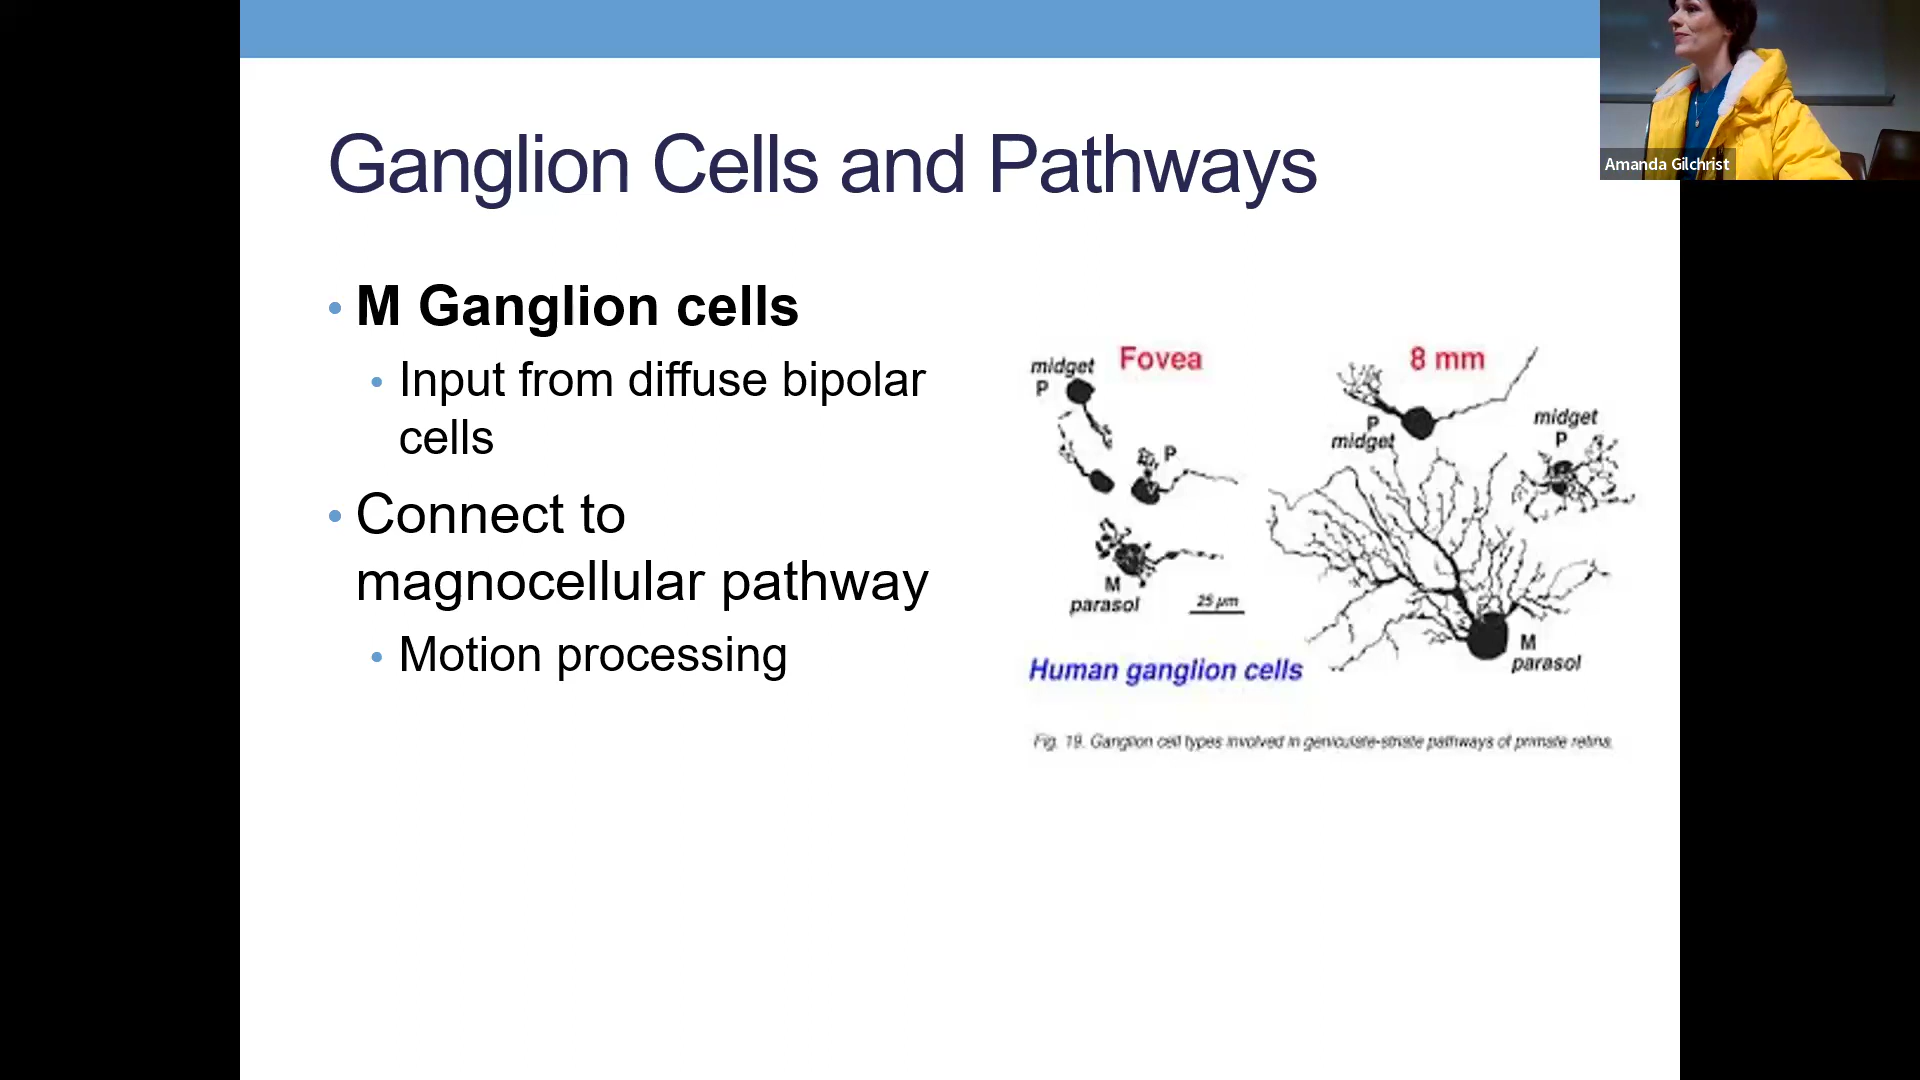 Ganglion Cells and Pathways
• M Ganglion cells
• Input from diffuse bipolar
cells
• Connect to
magnocellular pathway
• Motion processing
midget
P
Fovea
P
M
parasol
25 µm
8 mm
P
midget
midget
P
M
parasol
Human ganglion cells
Fig. 19. Ganglion cell types involved in geniculate-striate pathways of primate retina.
Amanda Gilchrist